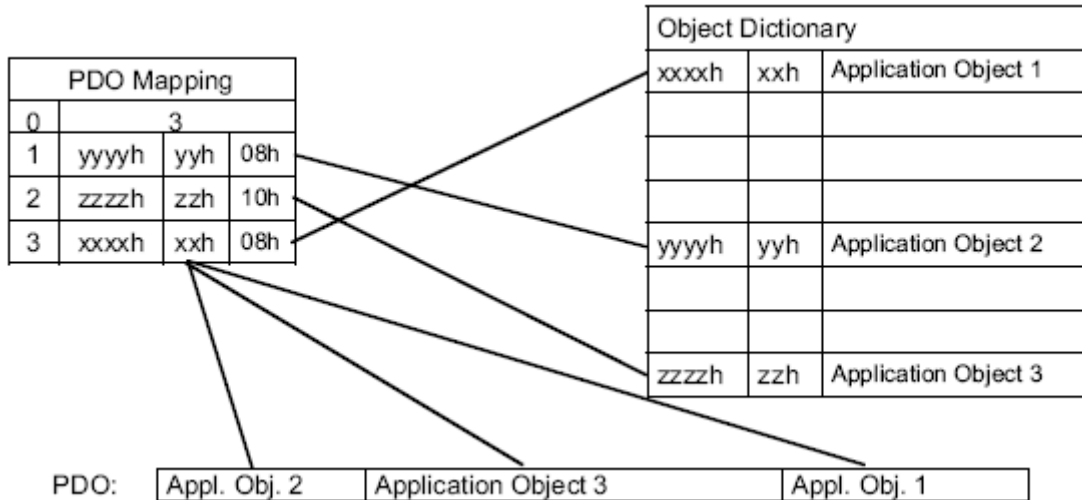 PDO Mapping
0 3
1 yyyyh yyh 08h
2 zzzzh zzh 10h
3 xxxxh xxh 08h
Object Dictionary
xxxxh xxh Application Object 1
yyyyh yyh Application Object 2
zzzzh zzh Application Object 3
PDO: Appl. Obj. 2 Application Object 3 Appl. Obj. 1